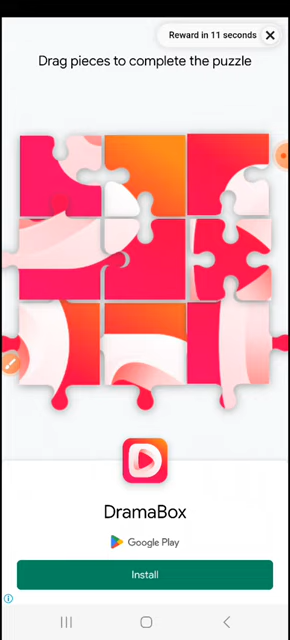 Reward in 11 seconds
Drag pieces to complete the puzzle
DramaBox
Google Play
Install